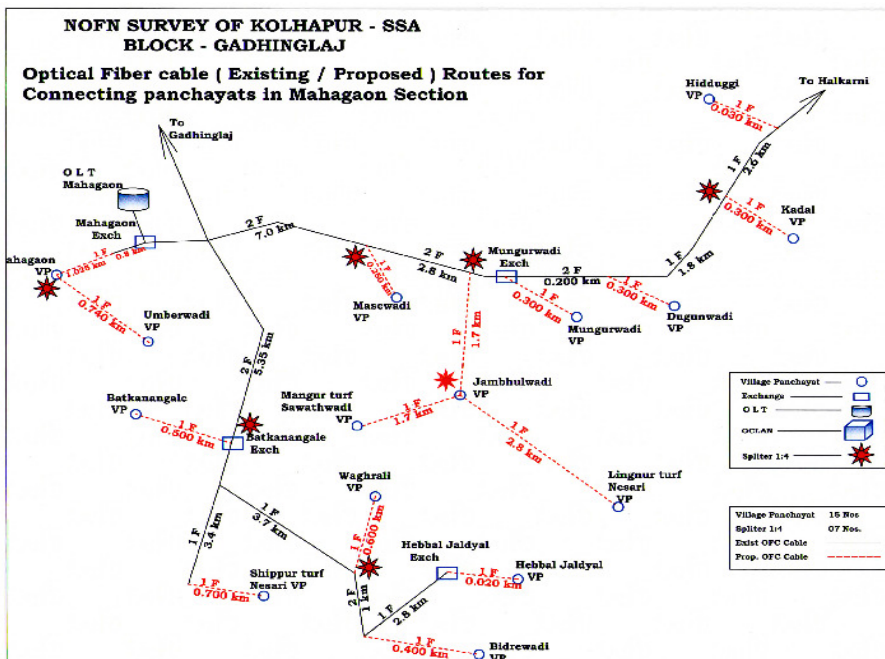 NOFN SURVEY OF KOLHAPUR - SSA
BLOCK - GADHINGLAJ
Optical Fiber cable ( Existing / Proposed ) Routes for
Connecting panchayats in Mahagaon Section
To
Gadhinglaj
O L T
Mahagaon
Mahagaon
Exch
ahagaon
VP
0.8 km
1 F
0.740 km
Umberwadi
VP
2 F
7.0 km
2 F
2.8 km
1 F
Masewadi
VP
Mungurwadi
Exch
2 F
0.200 km
1 F
0.300 km
Mungurwadi
VP
1 F
0.300 km
Dugunwadi
VP
1 F
1.8 km
1 F
2.6 km
Hidduggi
VP
1 F
0.030 km
To Halkarni
1 F
0.300 km
Kadal
VP
1 F
1.7 km
Jambhulwadi
VP
Mangur turf
Sawathwadi
VP
1 F
1.7 km
1 F
2.8 km
Lingnur turf
Nesari
VP
2 F
5.35 km
Batkanangale
VP
1 F
0.500 km
Batkanangale
Exch
1 F
3.4 km
1 F
3.7 km
1 F
0.700 km
Shippur turf
Nesari VP
Waghrali
VP
1 F
0.600 km
Hebbal Jaldyal
Exch
1 F
0.020 km
Hebbal Jaldyal
VP
2 F
1 km
1 F
2.8 km
1 F
0.400 km
Bidrewadi
VP
Village Panchayat
Exchange
O L T
OCLAN
Spliter 1:4
Village Panchayat 15 Nos
Spliter 1:4 07 Nos.
Exist OFC Cable
Prop. OFC Cable